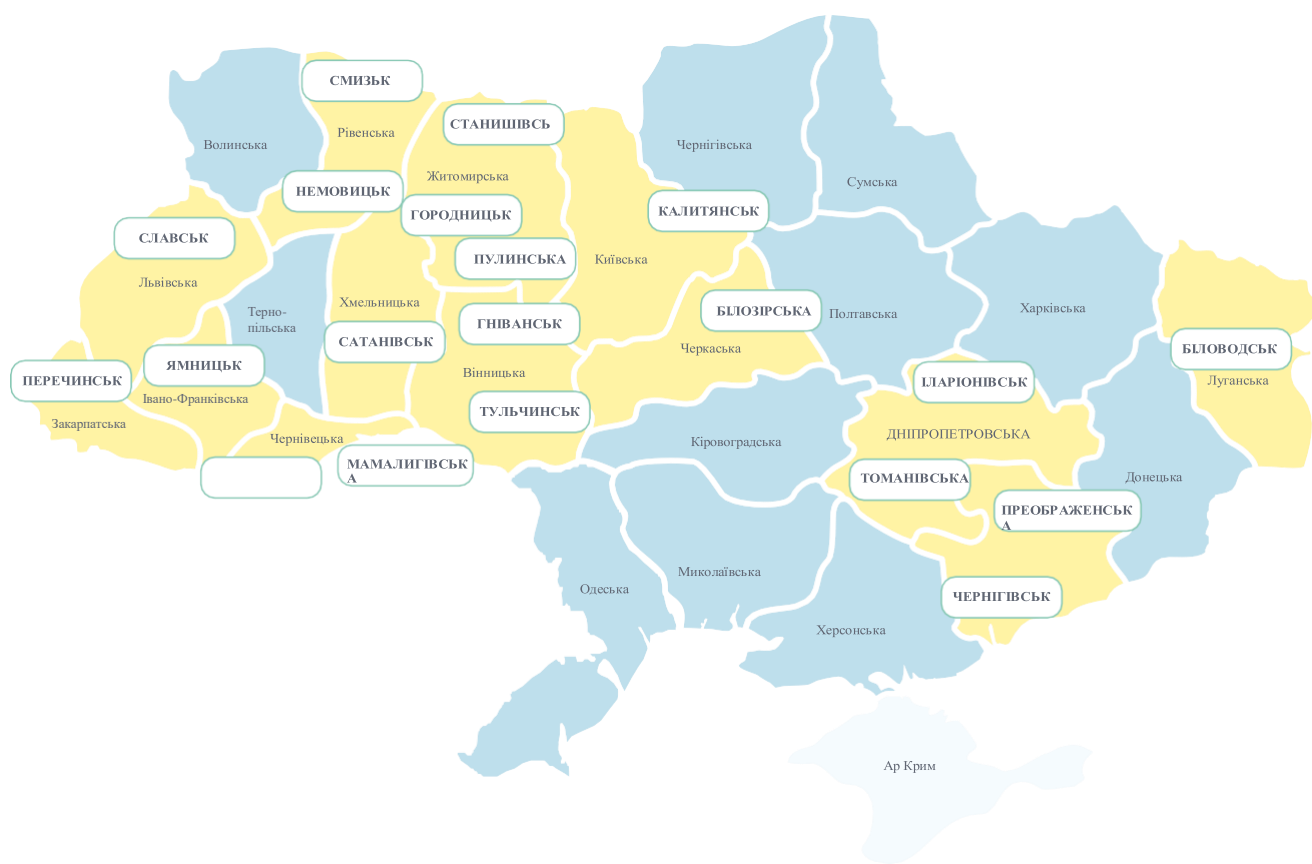 СМИЗЬК
СТАНИШІВСЬ
Рівенська
Волинська
Чернігівська
Житомирська
Сумська
НЕМОВИЦЬК
ГОРОДНИЦЬК
КАЛИТЯНСЬК
СЛАВСЬК
ПУЛИНСЬКА
Київська
Львівська
Хмельницька
Терно-
пільська
Харківська
БІЛОЗІРСЬКА
Полтавська
ГНІВАНСЬК
САТАНІВСЬК
Черкаська
БІЛОВОДСЬК
ЯМНИЦЬК
Вінницька
ПЕРЕЧИНСЬК
ІЛАРІОНІВСЬК
Луганська
Івано-Франківська
ТУЛЬЧИНСЬК
Закарпатська
Чернівецька
Кіровоградська
ДНІПРОПЕТРОВСЬКА
МАМАЛИГІВСЬК
А
ТОМАНІВСЬКА
Донецька
ПРЕОБРАЖЕНСЬК
А
Миколаївська
Одеська
ЧЕРНІГІВСЬК
Херсонська
Ар Крим